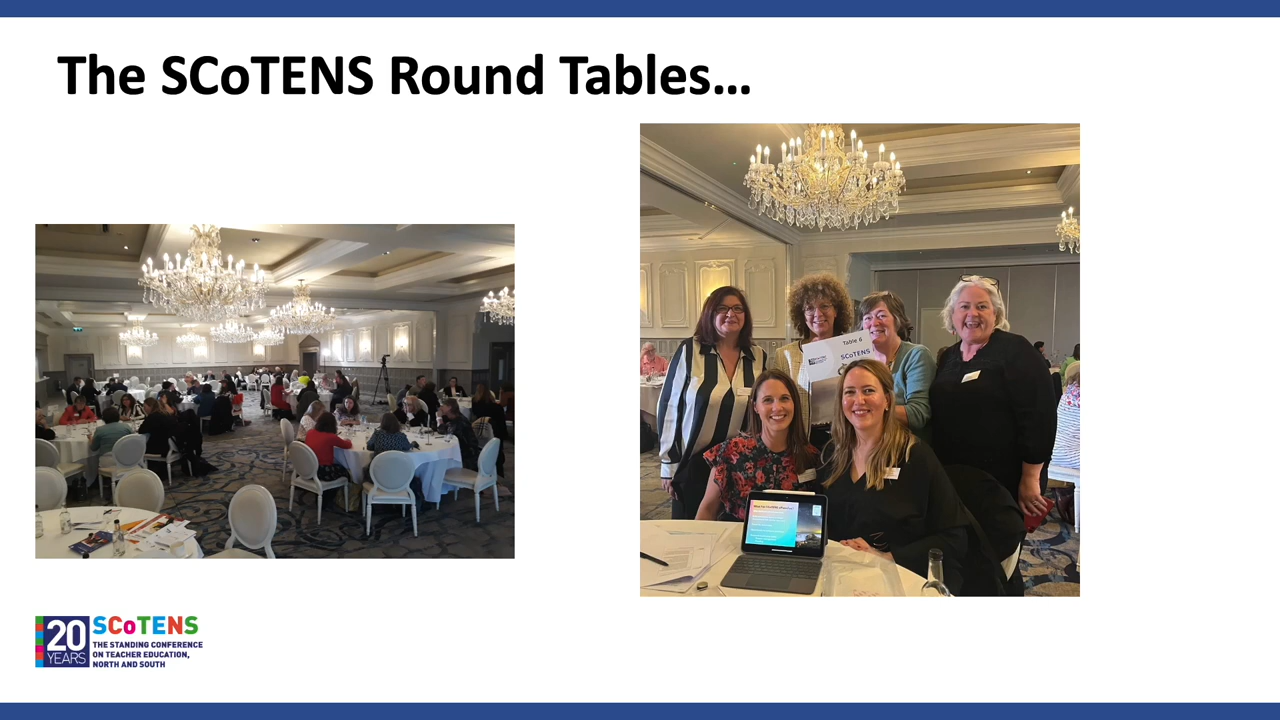 The SCoTENS Round Tables...
Table 6
SCoTENS
20
YEARS
SCoTENS
THE STANDING CONFERENCE
ON TEACHER EDUCATION,
NORTH AND SOUTH